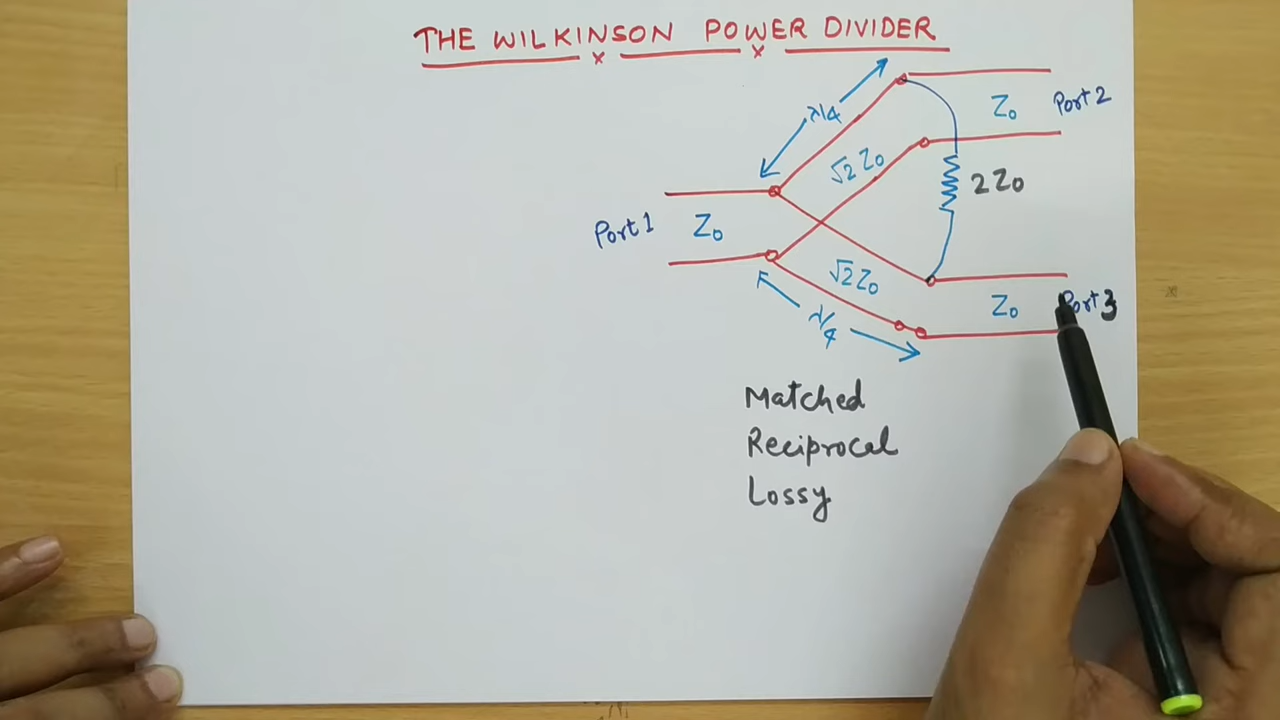 THE WILKINSON POWER DIVIDER
λ/4
Z₀
Port 2
√2 Z₀
2Z₀
Port 1
Z₀
√2 Z₀
Z₀
Port 3
λ/4
Matched
Reciprocal
Lossy